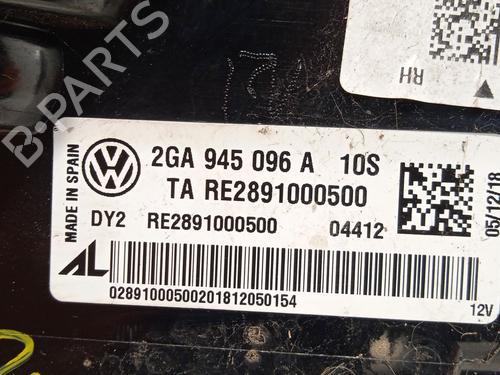 B-PARTS
RH
MADE IN SPAIN
2GA 945 096 A 10S
TA RE2891000500
DY2 RE2891000500 04412
05/12/18
AL
02891000500201812050154
12V